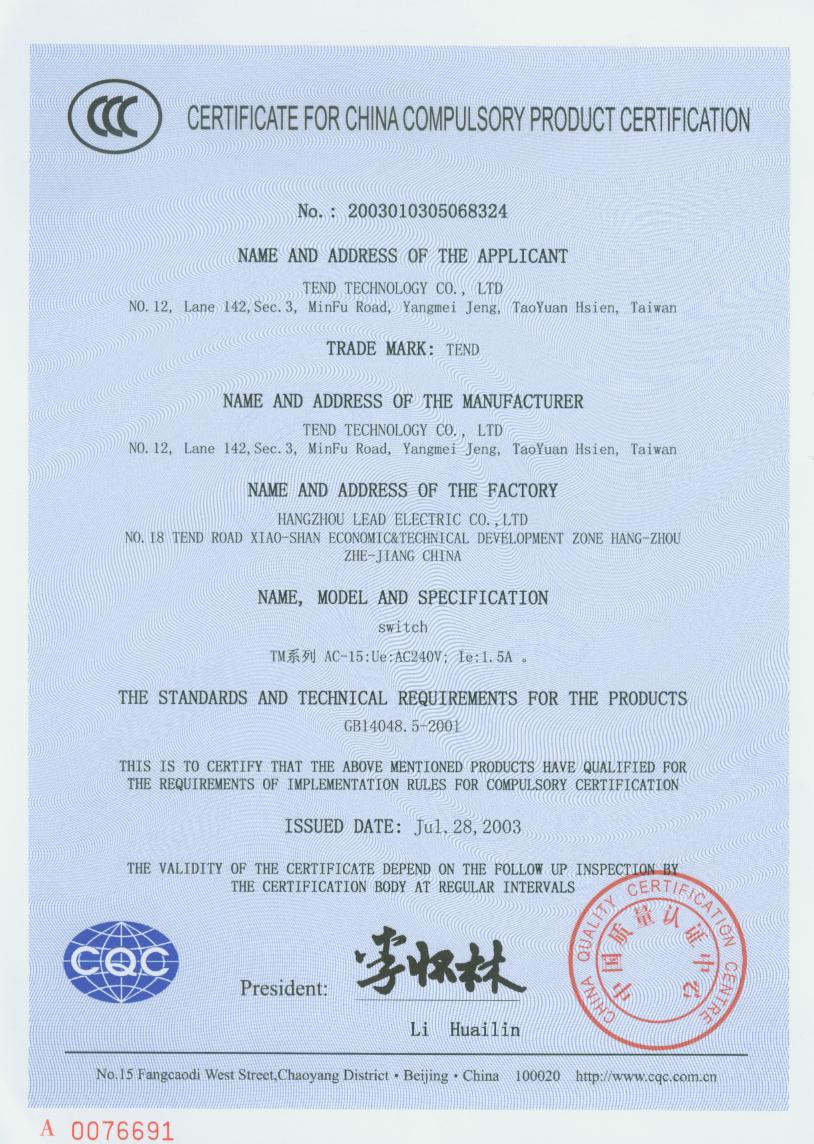 CCC
CERTIFICATE FOR CHINA COMPULSORY PRODUCT CERTIFICATION
No.: 2003010305068324
NAME AND ADDRESS OF THE APPLICANT
TEND TECHNOLOGY CO., LTD
NO.12, Lane 142,Sec.3, MinFu Road, Yangmei Jeng, TaoYuan Hsien, Taiwan
TRADE MARK: TEND
NAME AND ADDRESS OF THE MANUFACTURER
TEND TECHNOLOGY CO., LTD
NO.12, Lane 142,Sec.3, MinFu Road, Yangmei Jeng, TaoYuan Hsien, Taiwan
NAME AND ADDRESS OF THE FACTORY
HANGZHOU LEAD ELECTRIC CO.,LTD
NO.18 TEND ROAD XIAO-SHAN ECONOMIC&TECHNICAL DEVELOPMENT ZONE HANG-ZHOU
ZHE-JIANG CHINA
NAME, MODEL AND SPECIFICATION
switch
TM系列 AC-15:Ue:AC240V; Ie:1.5A 。
THE STANDARDS AND TECHNICAL REQUIREMENTS FOR THE PRODUCTS
GB14048.5-2001
THIS IS TO CERTIFY THAT THE ABOVE MENTIONED PRODUCTS HAVE QUALIFIED FOR
THE REQUIREMENTS OF IMPLEMENTATION RULES FOR COMPULSORY CERTIFICATION
ISSUED DATE: Jul.28,2003
THE VALIDITY OF THE CERTIFICATE DEPEND ON THE FOLLOW UP INSPECTION BY
THE CERTIFICATION BODY AT REGULAR INTERVALS
CHINA QUALITY CERTIFICATION CENTRE
中国质量认证中心
CQC
President:
李怀林
Li Huailin
No.15 Fangcaodi West Street,Chaoyang District·Beijing·China 100020 http://www.cqc.com.cn
A 0076691